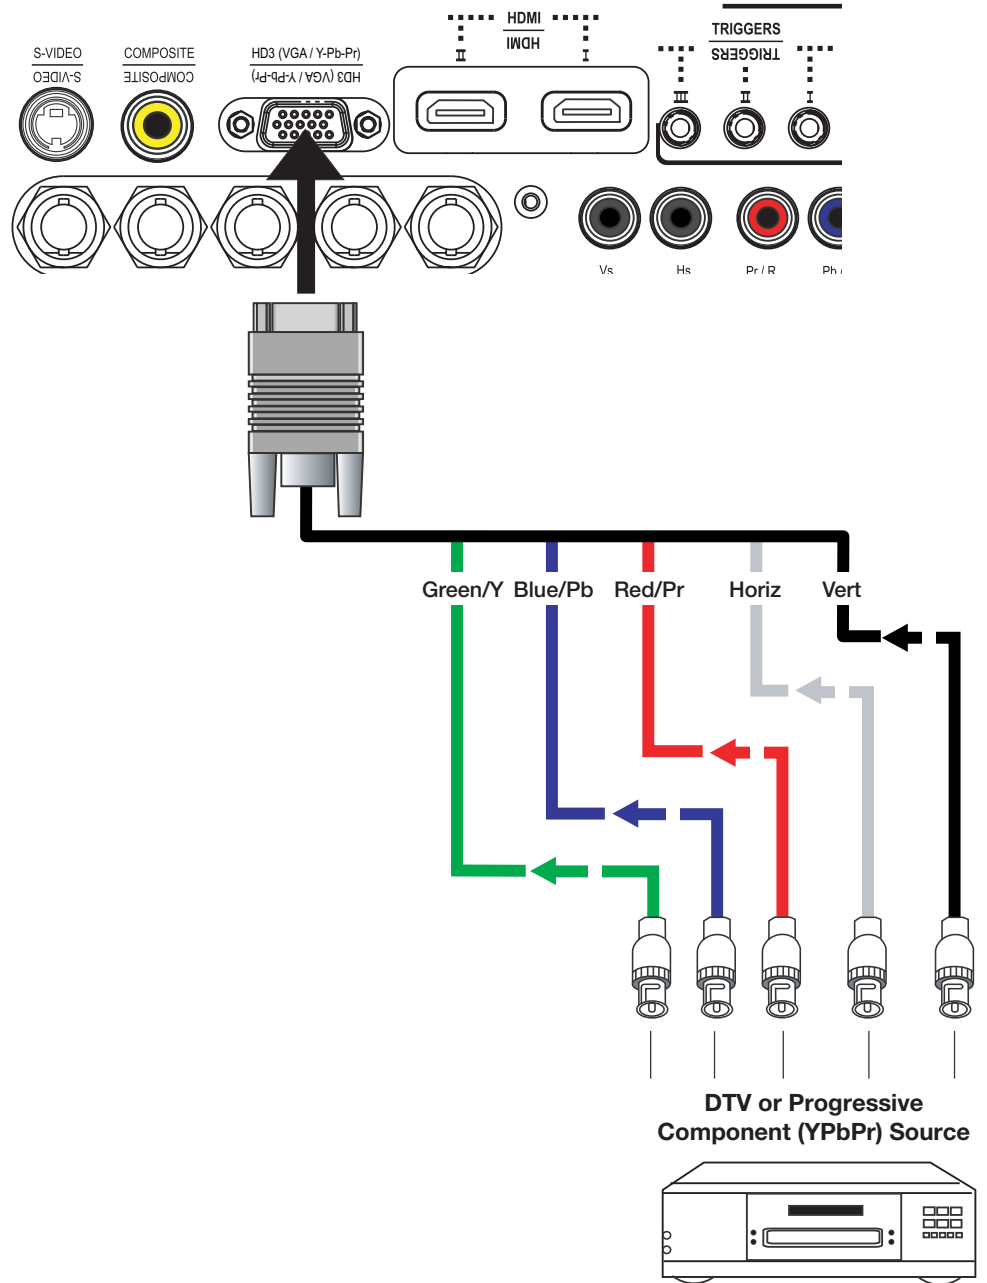 HDMI
HDMI
II
I
TRIGGERS
TRIGGERS
III
II
I
S-VIDEO
S-VIDEO
COMPOSITE
COMPOSITE
HD3 (VGA / Y-Pb-Pr)
HD3 (VGA / Y-Pb-Pr)
Vs
Hs
Pr / R
Pb /
Green/Y
Blue/Pb
Red/Pr
Horiz
Vert
DTV or Progressive
Component (YPbPr) Source